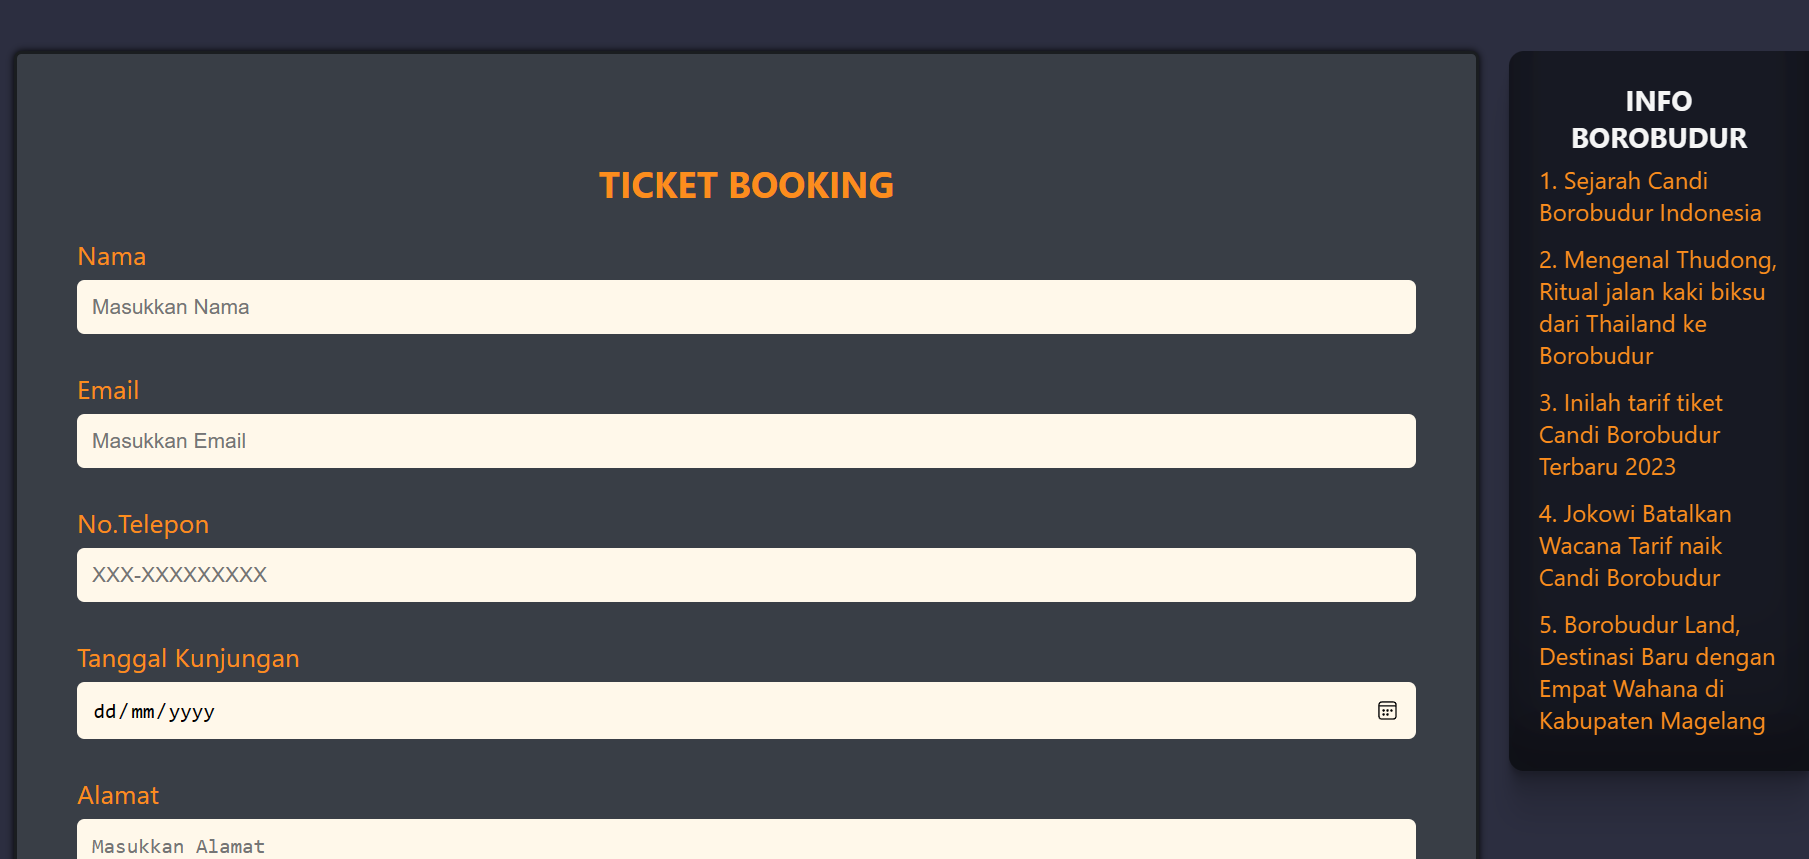 TICKET BOOKING
Nama
Masukkan Nama
Email
Masukkan Email
No.Telepon
XXX-XXXXXXXXX
Tanggal Kunjungan
dd/mm/yyyy
Alamat
Masukkan Alamat
INFO
BOROBUDUR
1. Sejarah Candi
Borobudur Indonesia
2. Mengenal Thudong,
Ritual jalan kaki biksu
dari Thailand ke
Borobudur
3. Inilah tarif tiket
Candi Borobudur
Terbaru 2023
4. Jokowi Batalkan
Wacana Tarif naik
Candi Borobudur
5. Borobudur Land,
Destinasi Baru dengan
Empat Wahana di
Kabupaten Magelang